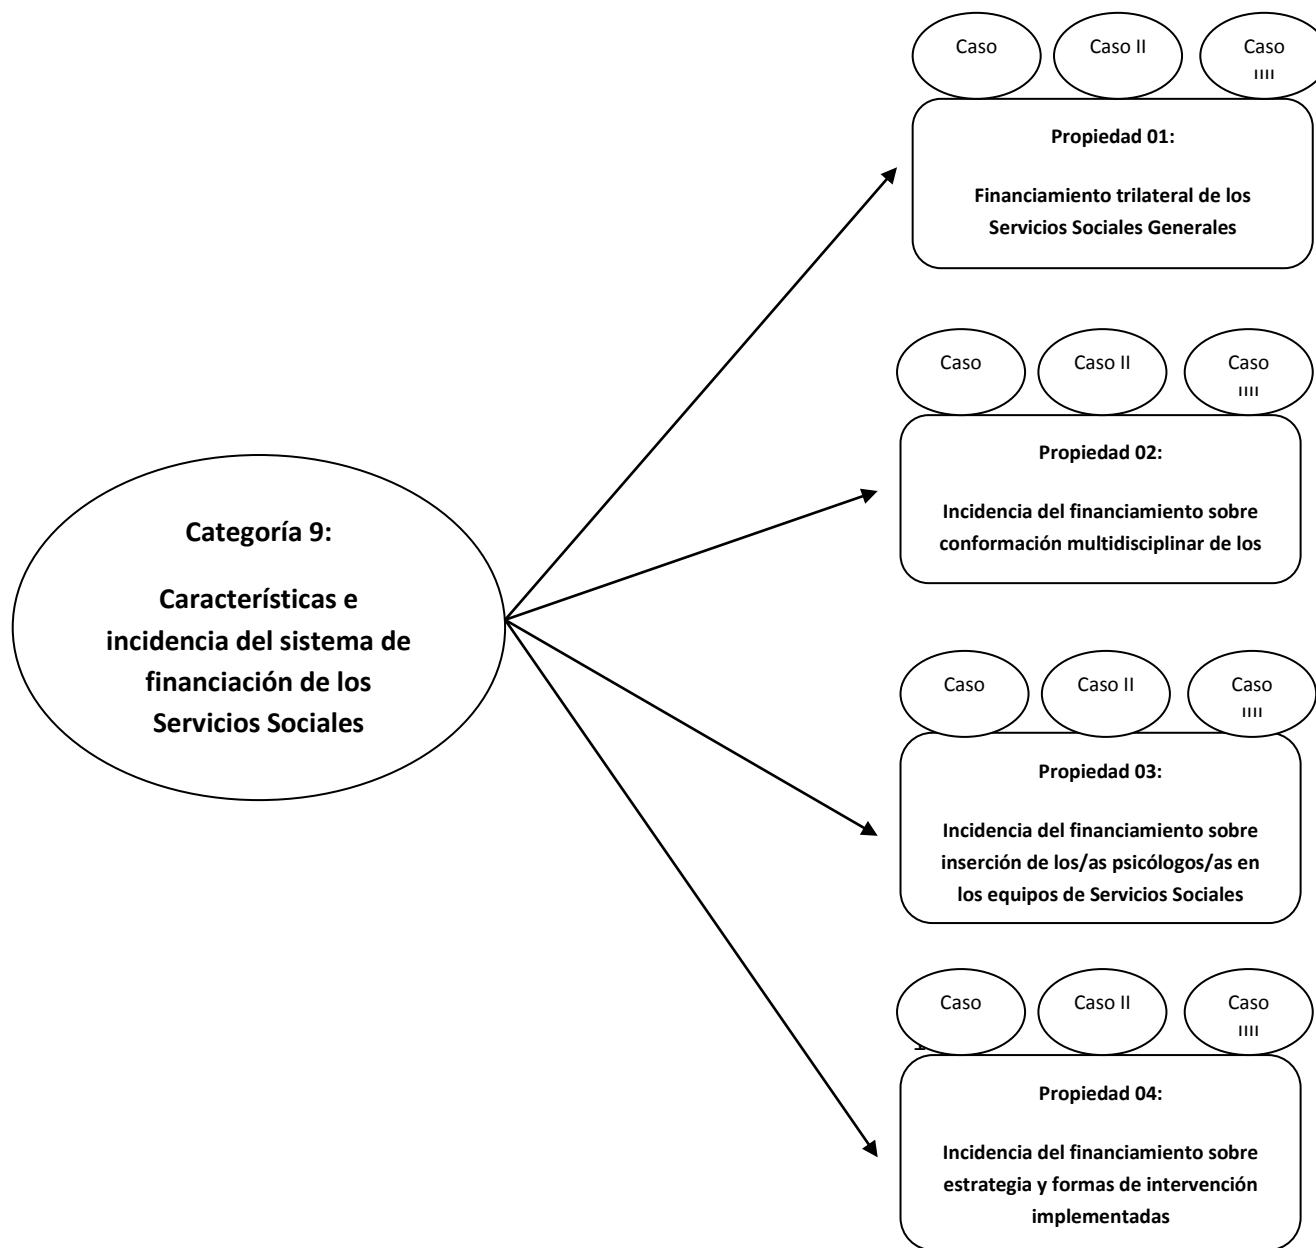 Caso
Caso II
Caso
IIII
Propiedad 01:
Financiamiento trilateral de los
Servicios Sociales Generales
Caso
Caso II
Caso
IIII
Propiedad 02:
Incidencia del financiamiento sobre
conformación multidisciplinar de los
Categoría 9:
Características e
incidencia del sistema de
financiación de los
Servicios Sociales
Caso
Caso II
Caso
IIII
Propiedad 03:
Incidencia del financiamiento sobre
inserción de los/as psicólogos/as en
los equipos de Servicios Sociales
Caso
Caso II
Caso
IIII
Propiedad 04:
Incidencia del financiamiento sobre
estrategia y formas de intervención
implementadas